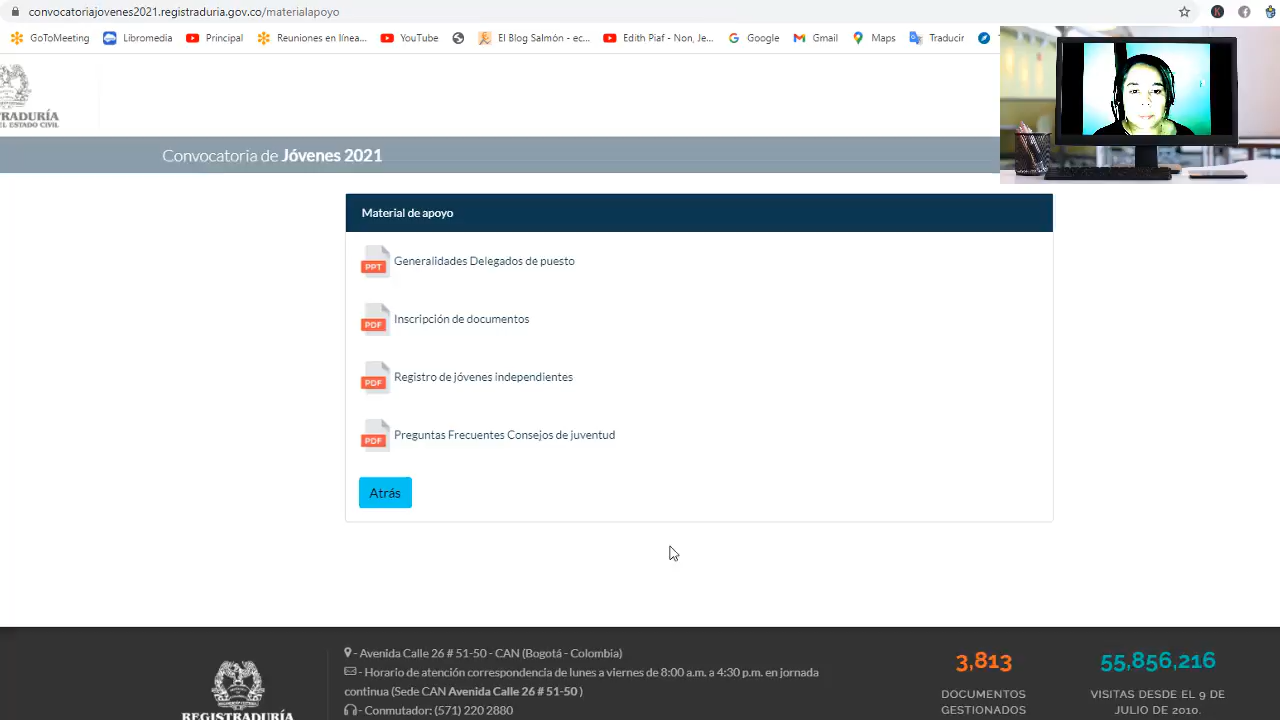 convocatoriajovenes2021.registraduria.gov.co/materialapoyo
GoToMeeting Libromedia Principal Reuniones en línea... YouTube El Blog Salmón - ec... Edith Piaf - Non, Je... Google Gmail Maps Traducir
Convocatoria de Jóvenes 2021
Material de apoyo
PPT Generalidades Delegados de puesto
PDF Inscripción de documentos
PDF Registro de jóvenes independientes
PDF Preguntas Frecuentes Consejos de juventud
Atrás
- Avenida Calle 26 # 51-50 - CAN (Bogotá - Colombia)
- Horario de atención correspondencia de lunes a viernes de 8:00 a.m. a 4:30 p.m. en jornada
continua (Sede CAN Avenida Calle 26 # 51-50 )
- Conmutador: (571) 220 2880
REGISTRADURÍA
3,813
DOCUMENTOS
GESTIONADOS
55,856,216
VISITAS DESDE EL 9 DE
JULIO DE 2010.